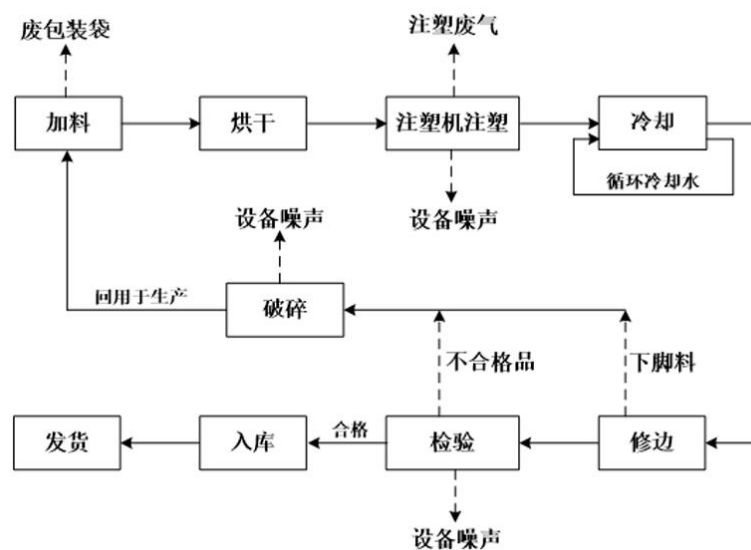 废包装袋
注塑废气
加料
烘干
注塑机注塑
冷却
循环冷却水
设备噪声
设备噪声
回用于生产
破碎
不合格品
下脚料
发货
入库
合格
检验
修边
设备噪声